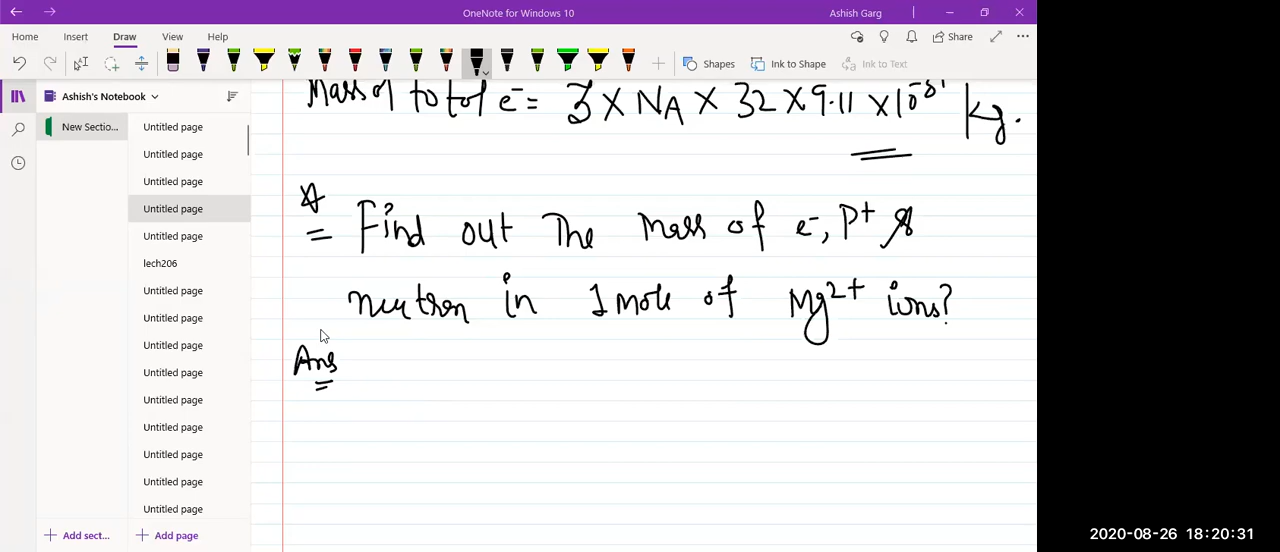 OneNote for Windows 10
Ashish Garg
Home Insert Draw View Help
Share
Shapes Ink to Shape Ink to Text
Ashish's Notebook
New Sectio...
Untitled page
Untitled page
Untitled page
Untitled page
Untitled page
lech206
Untitled page
Untitled page
Untitled page
Untitled page
Untitled page
Untitled page
Untitled page
Untitled page
Untitled page
Add sect...
Add page
Mass of total e⁻ = 3 × NA × 32 × 9.11 × 10⁻³¹ kg.
Find out The Mass of e⁻, P⁺ &
neutron in 1 mole of Mg²⁺ ions?
Ans
2020-08-26 18:20:31